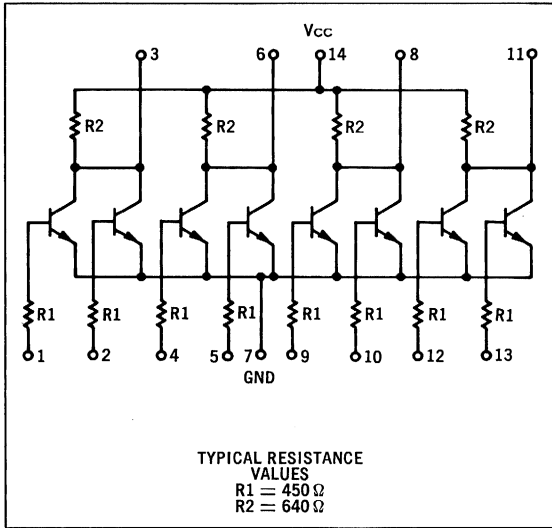 Vcc
3 6 14 8 11
R2 R2 R2 R2
R1 R1 R1 R1 R1 R1 R1 R1
1 2 4 5 7 9 10 12 13
GND
TYPICAL RESISTANCE
VALUES
R1 = 450 Ω
R2 = 640 Ω